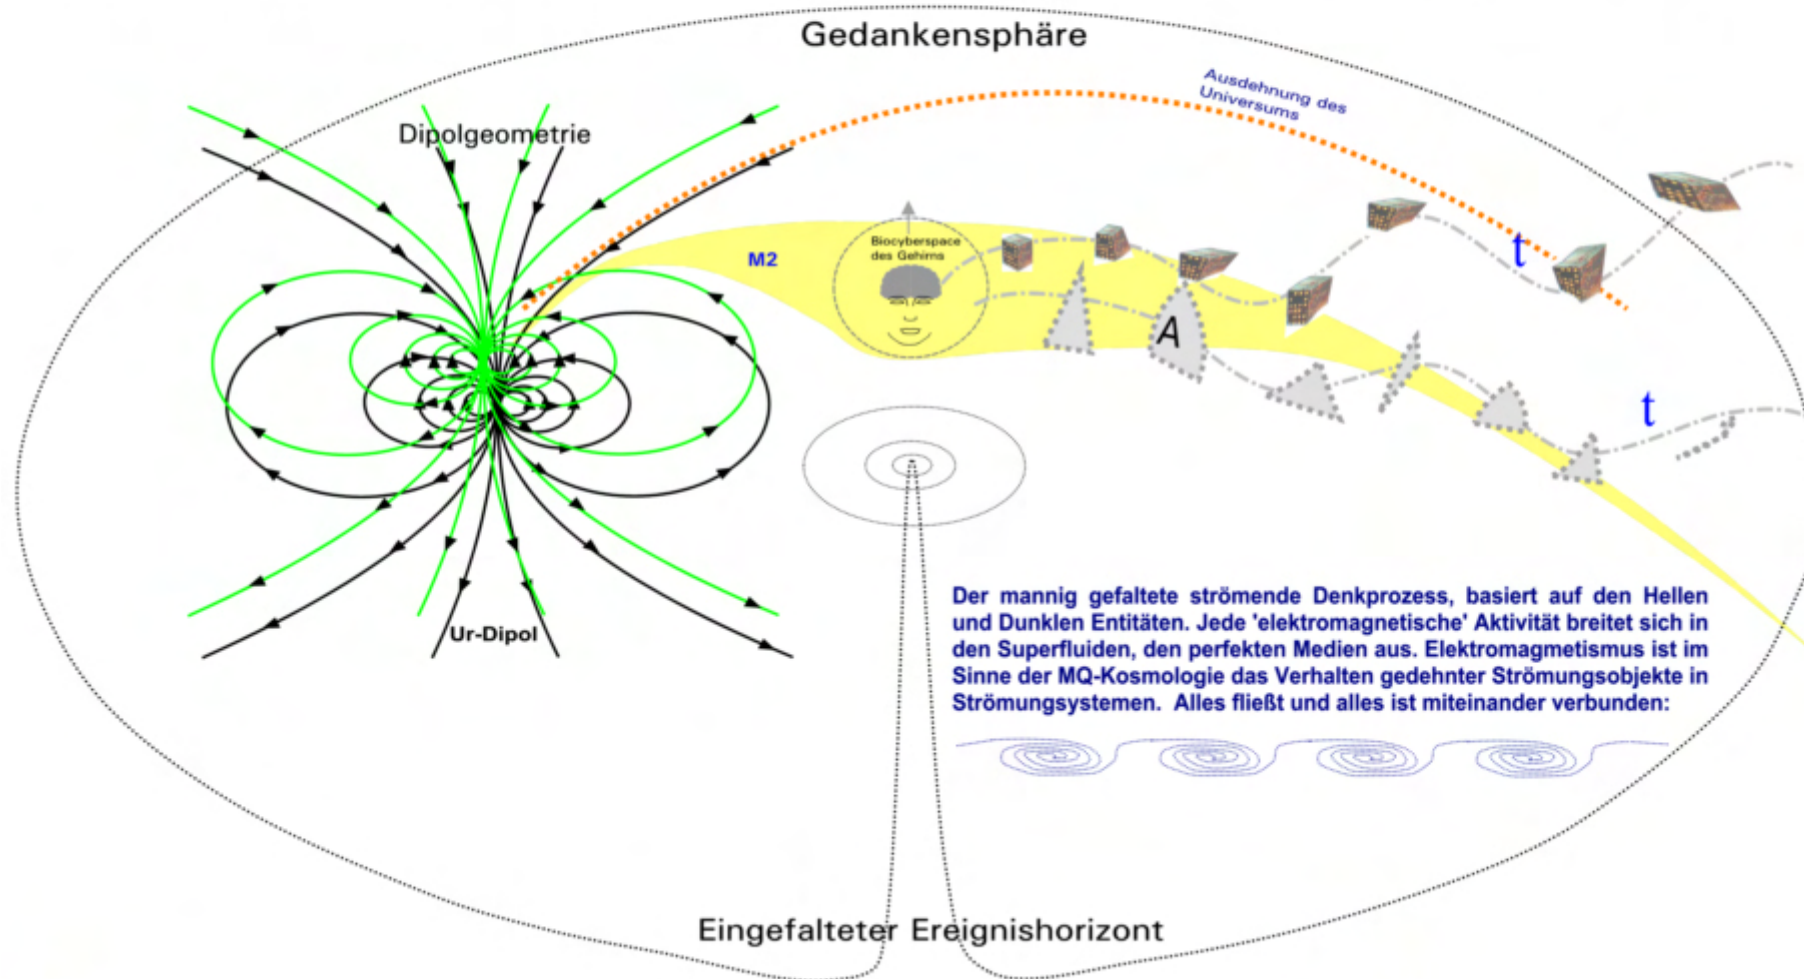 Gedankensphäre
Ausdehnung des
Universums
Dipolgeometrie
Biocyberspace
des Gehirns
M2
t
A
t
Der mannig gefaltete strömende Denkprozess, basiert auf den Hellen
und Dunklen Entitäten. Jede 'elektromagnetische' Aktivität breitet sich in
den Superfluiden, den perfekten Medien aus. Elektromagmetismus ist im
Sinne der MQ-Kosmologie das Verhalten gedehnter Strömungsobjekte in
Strömungsystemen. Alles fließt und alles ist miteinander verbunden:
Ur-Dipol
Eingefalteter Ereignishorizont